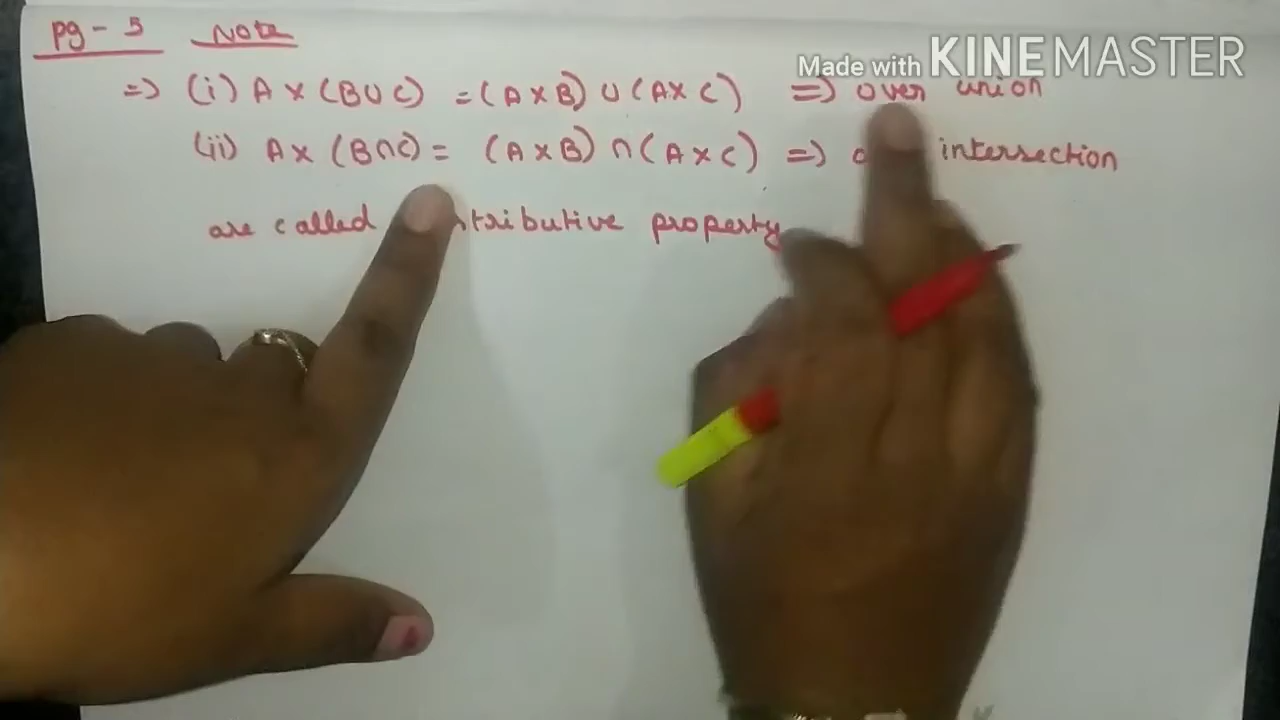 Pg - 5 Note
Made with KINEMASTER
=> (i) A X (B∪C) = (A X B) ∪ (A X C) => over union
(ii) A X (B∩C) = (A X B) ∩ (A X C) => intersection
are called property